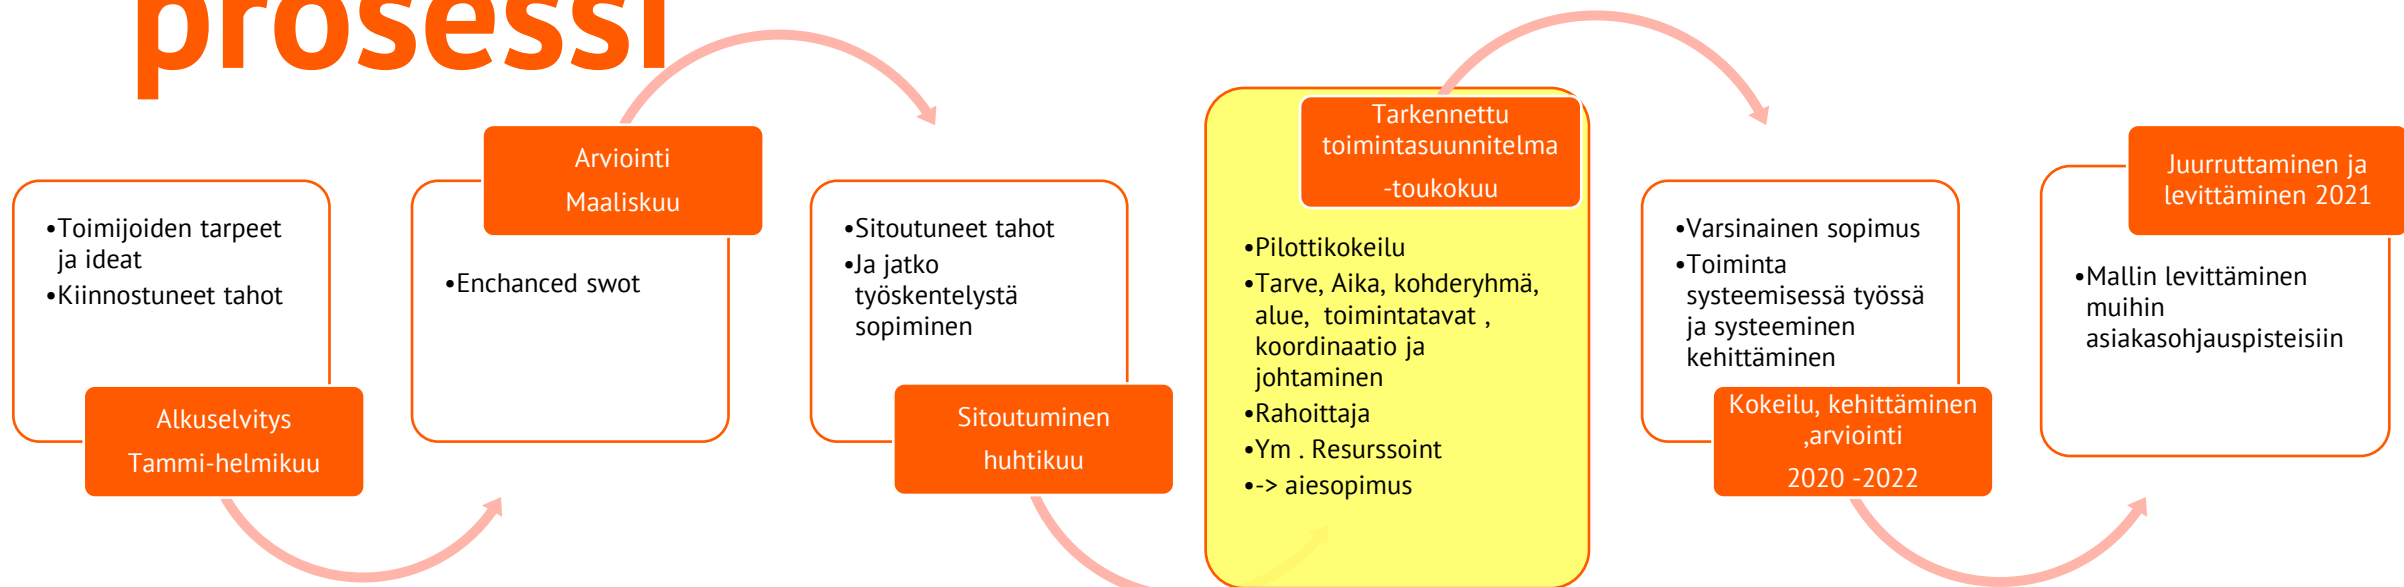 prosessi
•Toimijoiden tarpeet
ja ideat
•Kiinnostuneet tahot
Alkuselvitys
Tammi-helmikuu
Arviointi
Maaliskuu
•Enchanced swot
•Sitoutuneet tahot
•Ja jatko
työskentelystä
sopiminen
Sitoutuminen
huhtikuu
Tarkennettu
toimintasuunnitelma
-toukokuu
•Pilottikokeilu
•Tarve, Aika, kohderyhmä,
alue, toimintatavat ,
koordinaatio ja
johtaminen
•Rahoittaja
•Ym . Resurssoint
•-> aiesopimus
•Varsinainen sopimus
•Toiminta
systeemisessä työssä
ja systeeminen
kehittäminen
Kokeilu, kehittäminen
,arviointi
2020 -2022
Juurruttaminen ja
levittäminen 2021
•Mallin levittäminen
muihin
asiakasohjauspisteisiin